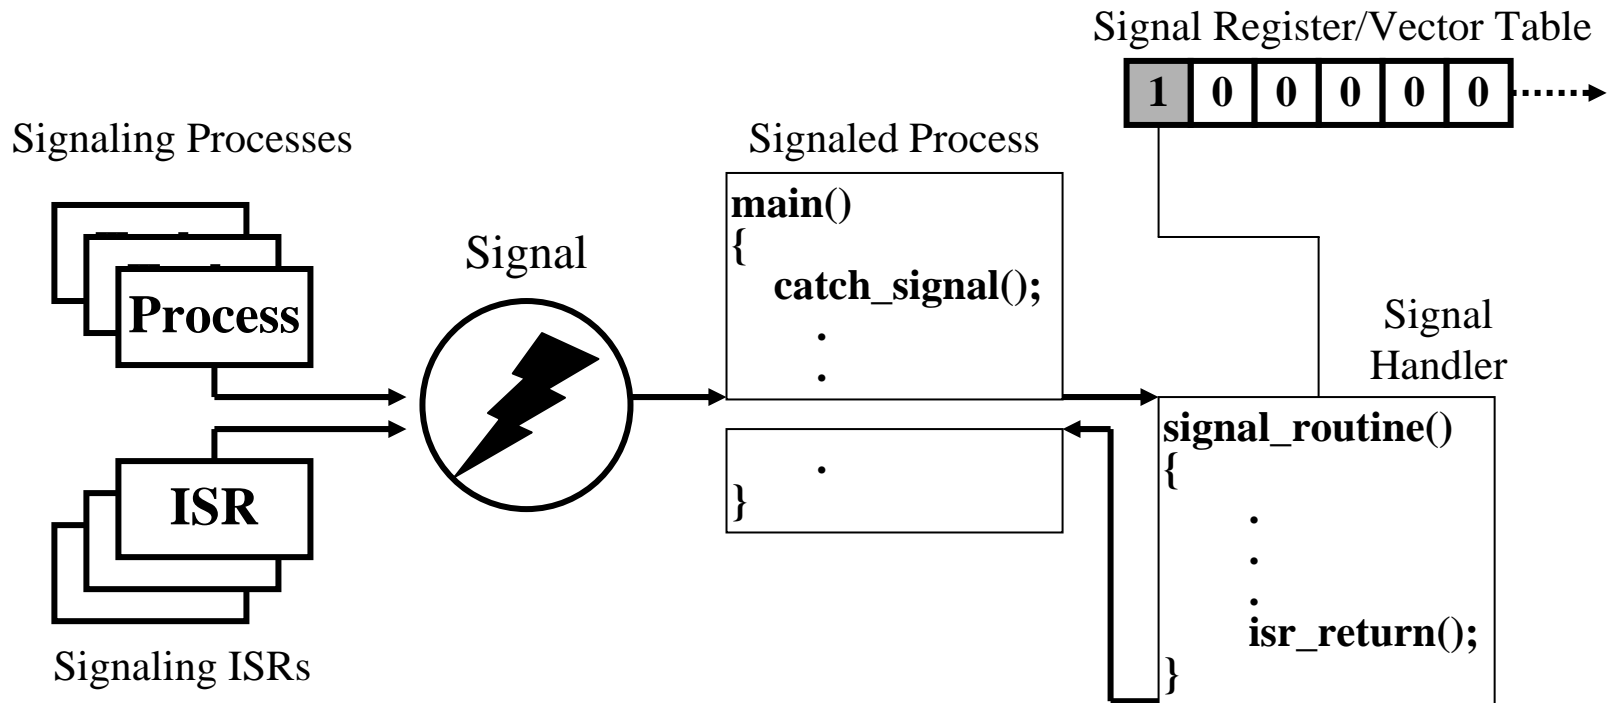 Signal Register/Vector Table
1 0 0 0 0 0
Signaling Processes
Process
Signal
ISR
Signaling ISRs
Signaled Process
main()
{
catch_signal();
.
.
.
}
Signal
Handler
signal_routine()
{
.
.
.
isr_return();
}